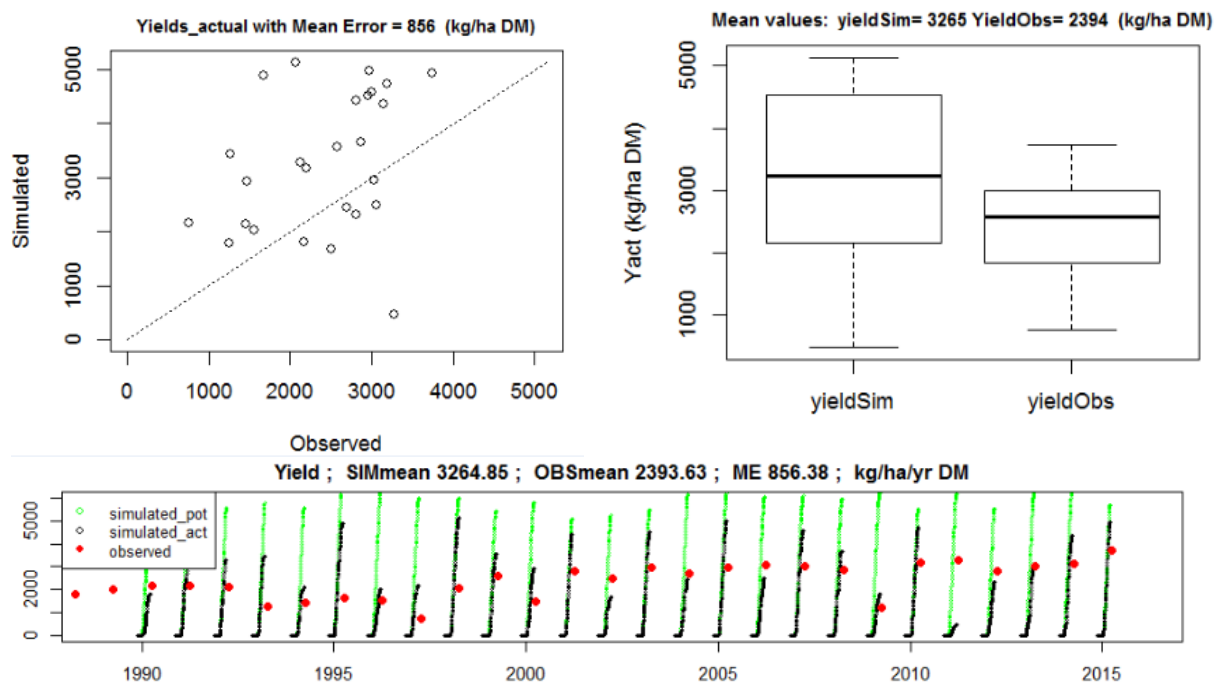 Yields_actual with Mean Error = 856 (kg/ha DM)
Simulated
5000
3000
1000
0
0 1000 2000 3000 4000 5000
Observed
Mean values: yieldSim= 3265 YieldObs= 2394 (kg/ha DM)
Yact (kg/ha DM)
5000
3000
1000
yieldSim yieldObs
Yield ; SIMmean 3264.85 ; OBSmean 2393.63 ; ME 856.38 ; kg/ha/yr DM
5000
2000
0
simulated_pot
simulated_act
observed
1990 1995 2000 2005 2010 2015